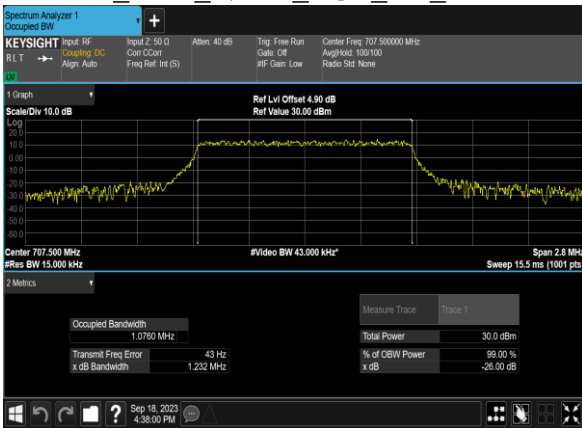 Spectrum Analyzer 1
Occupied BW
+
KEYSIGHT
RLT
LW
Input: RF
Coupling: DC
Align: Auto
Input Z: 50 Ω
Corr CCorr
Freq Ref: Int (S)
Atten: 40 dB
Trig: Free Run
Gate: Off
#IF Gain: Low
Center Freq: 707.500000 MHz
Avg|Hold: 100/100
Radio Std: None
1 Graph
Scale/Div 10.0 dB
Ref Lvl Offset 4.90 dB
Ref Value 30.00 dBm
Log
20.0
10.0
0.00
-10.0
-20.0
-30.0
-40.0
-50.0
-60.0
Center 707.500 MHz
#Res BW 15.000 kHz
#Video BW 43.000 kHz*
Span 2.8 MHz
Sweep 15.5 ms (1001 pts
2 Metrics
Measure Trace Trace 1
Occupied Bandwidth
1.0760 MHz
Total Power 30.0 dBm
Transmit Freq Error 43 Hz
x dB Bandwidth 1.232 MHz
% of OBW Power 99.00 %
x dB -26.00 dB
?
Sep 18, 2023
4:38:00 PM